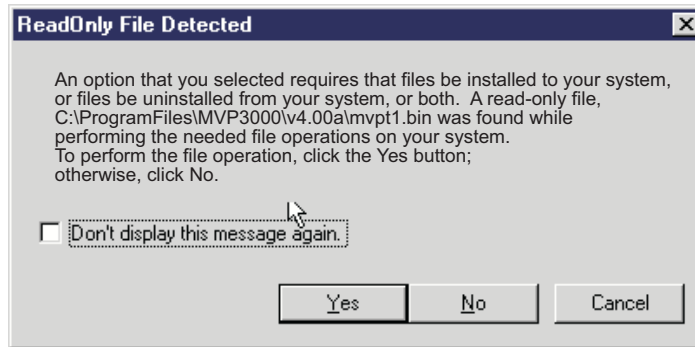 ReadOnly File Detected
An option that you selected requires that files be installed to your system,
or files be uninstalled from your system, or both. A read-only file,
C:\ProgramFiles\MVP3000\v4.00a\mvpt1.bin was found while
performing the needed file operations on your system.
To perform the file operation, click the Yes button;
otherwise, click No.
Don't display this message again.
Yes No Cancel